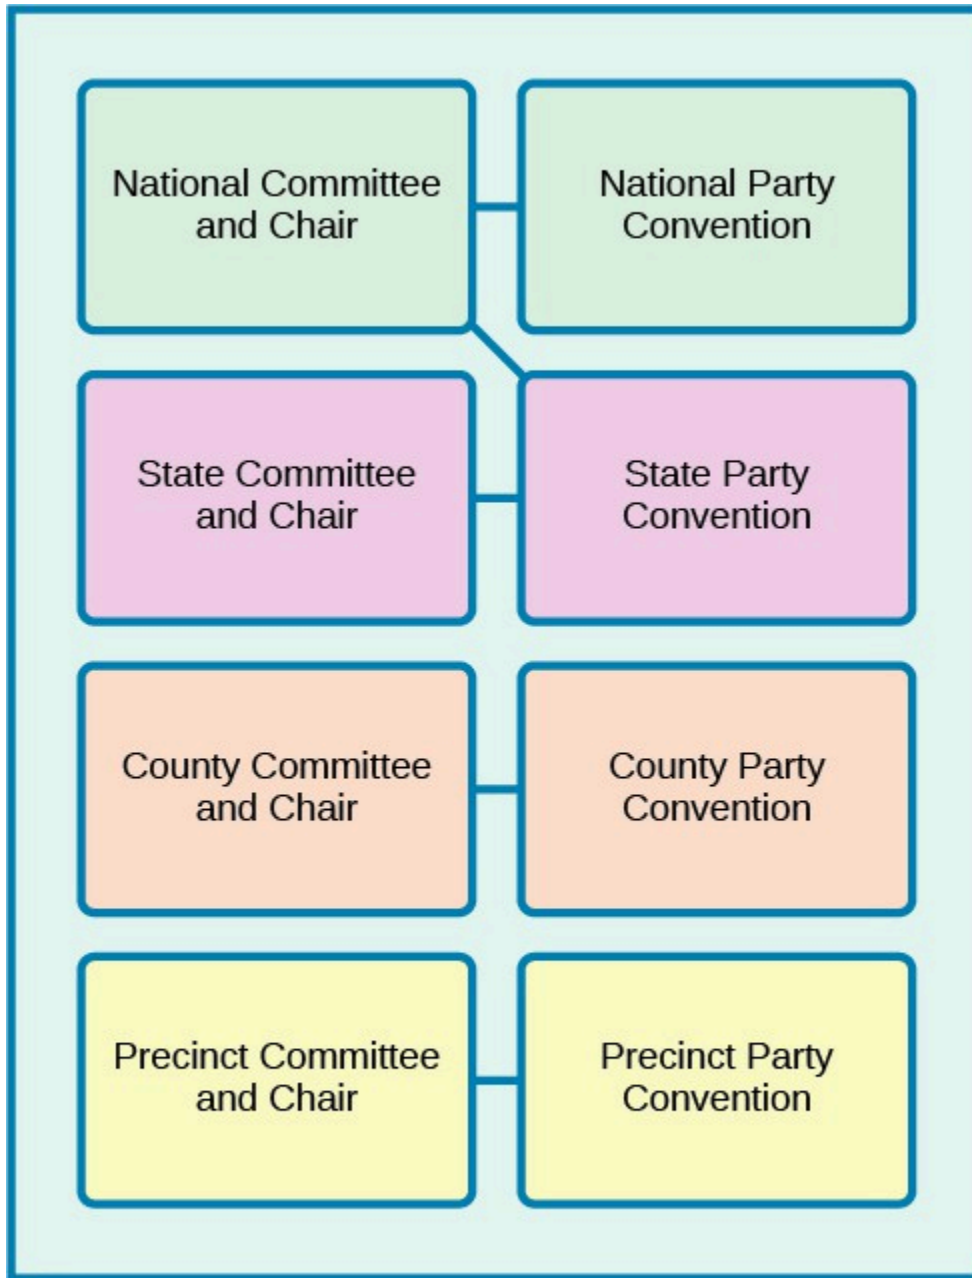 National Committee
and Chair
National Party
Convention
State Committee
and Chair
State Party
Convention
County Committee
and Chair
County Party
Convention
Precinct Committee
and Chair
Precinct Party
Convention